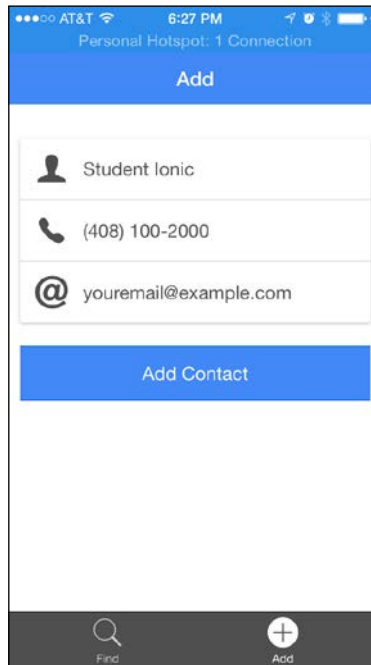 AT&T 6:27 PM
Personal Hotspot: 1 Connection
Add
Student Ionic
(408) 100-2000
@ youremail@example.com
Add Contact
Find Add